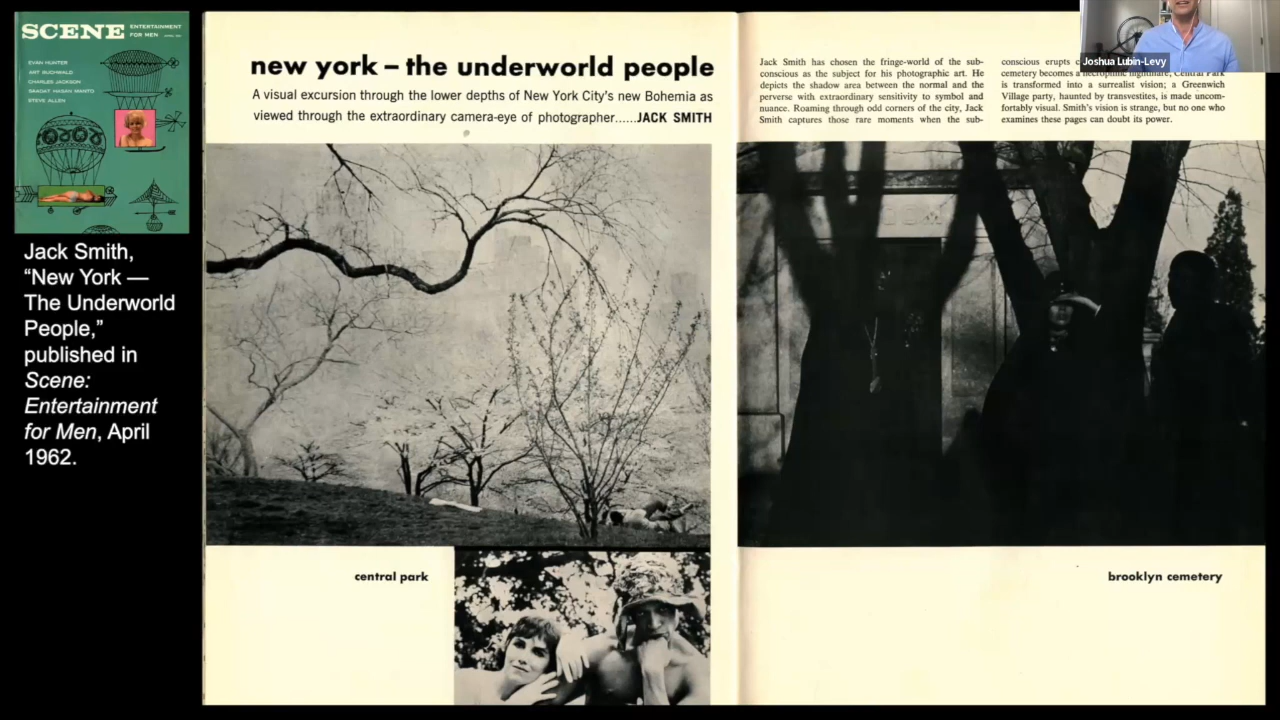 SCENE
ENTERTAINMENT
FOR MEN
EVAN HUNTER
ART BUCHWALD
CHARLES JACKSON
SAADAT HASAN MANTO
STEVE ALLEN
Jack Smith,
“New York —
The Underworld
People,”
published in
Scene:
Entertainment
for Men, April
1962.
new york – the underworld people
A visual excursion through the lower depths of New York City's new Bohemia as
viewed through the extraordinary camera-eye of photographer......JACK SMITH
central park
Jack Smith has chosen the fringe-world of the sub-
conscious as the subject for his photographic art. He
depicts the shadow area between the normal and the
perverse with extraordinary sensitivity to symbol and
nuance. Roaming through odd corners of the city, Jack
Smith captures those rare moments when the sub-
conscious erupts
cemetery becomes a necrophilic nightmare, Central Park
is transformed into a surrealist vision; a Greenwich
Village party, haunted by transvestites, is made uncom-
fortably visual. Smith's vision is strange, but no one who
examines these pages can doubt its power.
brooklyn cemetery
Joshua Lubin-Levy